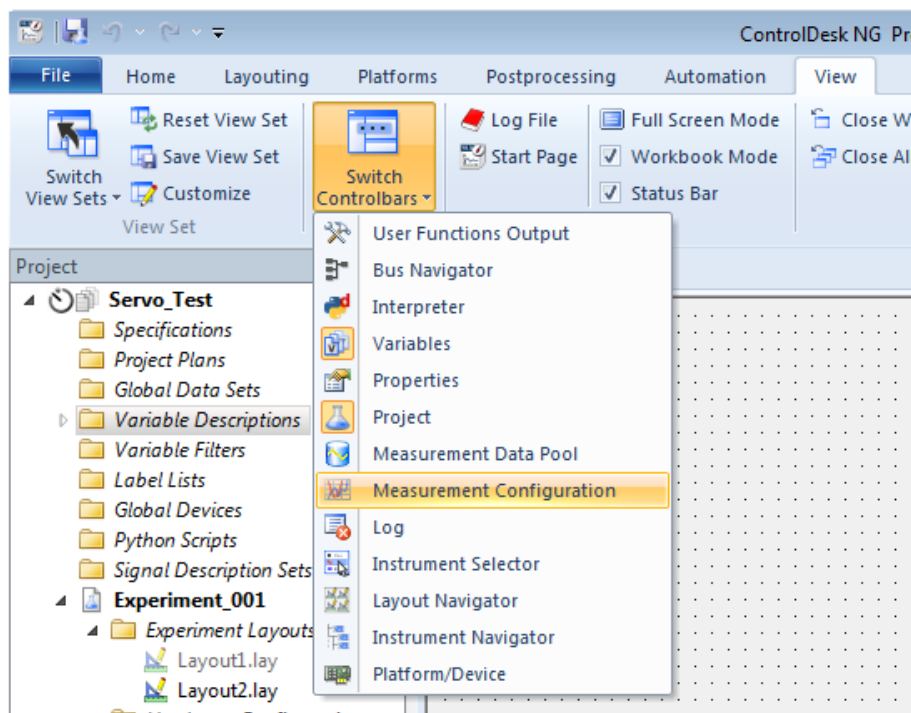 ControlDesk NG Pr
File Home Layouting Platforms Postprocessing Automation View
Reset View Set
Save View Set
Customize
Switch
View Sets
View Set
Switch
Controlbars
Log File
Start Page
Full Screen Mode
Workbook Mode
Status Bar
Close W
Close Al
Project
Servo_Test
Specifications
Project Plans
Global Data Sets
Variable Descriptions
Variable Filters
Label Lists
Global Devices
Python Scripts
Signal Description Sets
Experiment_001
Experiment Layouts
Layout1.lay
Layout2.lay
User Functions Output
Bus Navigator
Interpreter
Variables
Properties
Project
Measurement Data Pool
Measurement Configuration
Log
Instrument Selector
Layout Navigator
Instrument Navigator
Platform/Device